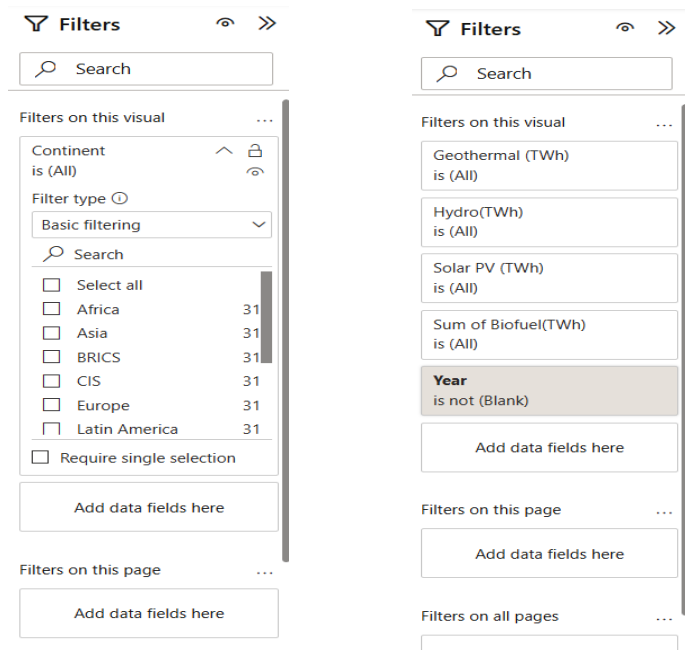 Filters
Search
Filters on this visual
...
Continent
is (All)
Filter type
Basic filtering
Search
Select all
Africa 31
Asia 31
BRICS 31
CIS 31
Europe 31
Latin America 31
Require single selection
Add data fields here
Filters on this page
...
Add data fields here
Filters
Search
Filters on this visual
...
Geothermal (TWh)
is (All)
Hydro(TWh)
is (All)
Solar PV (TWh)
is (All)
Sum of Biofuel(TWh)
is (All)
Year
is not (Blank)
Add data fields here
Filters on this page
...
Add data fields here
Filters on all pages
...